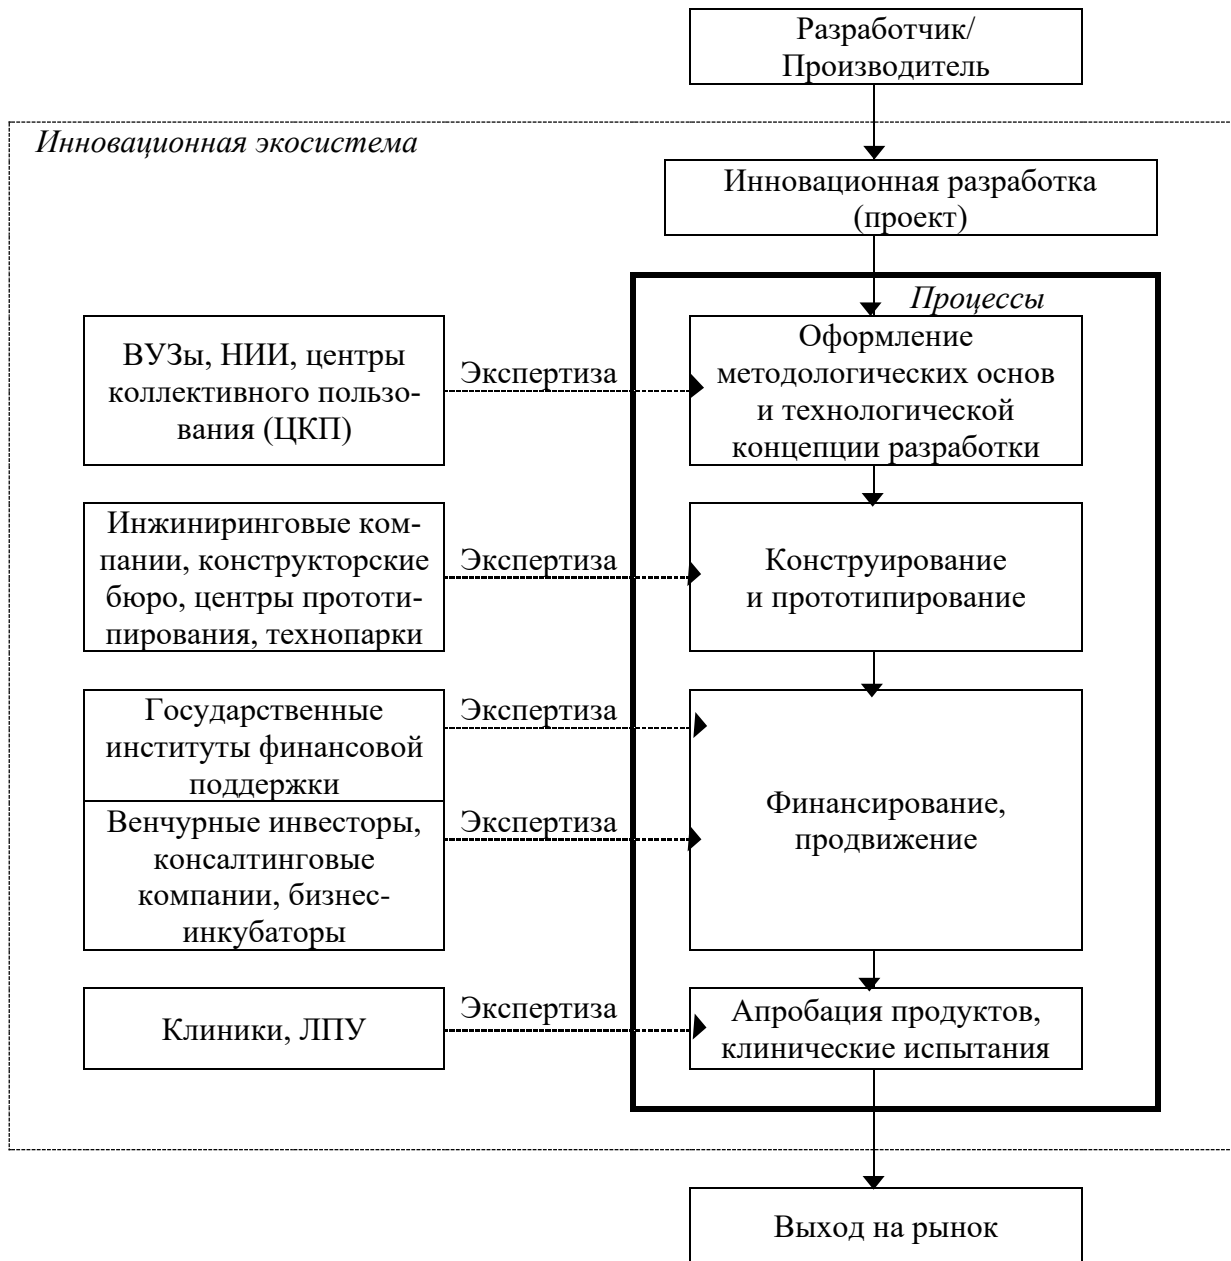 Разработчик/
Производитель
Инновационная экосистема
Инновационная разработка
(проект)
Процессы
ВУЗы, НИИ, центры
коллективного пользо-
вания (ЦКП)
Экспертиза
Оформление
методологических основ
и технологической
концепции разработки
Инжиниринговые ком-
пании, конструкторские
бюро, центры прототи-
пирования, технопарки
Экспертиза
Конструирование
и прототипирование
Государственные
институты финансовой
поддержки
Экспертиза
Венчурные инвесторы,
консалтинговые
компании, бизнес-
инкубаторы
Экспертиза
Финансирование,
продвижение
Клиники, ЛПУ
Экспертиза
Апробация продуктов,
клинические испытания
Выход на рынок